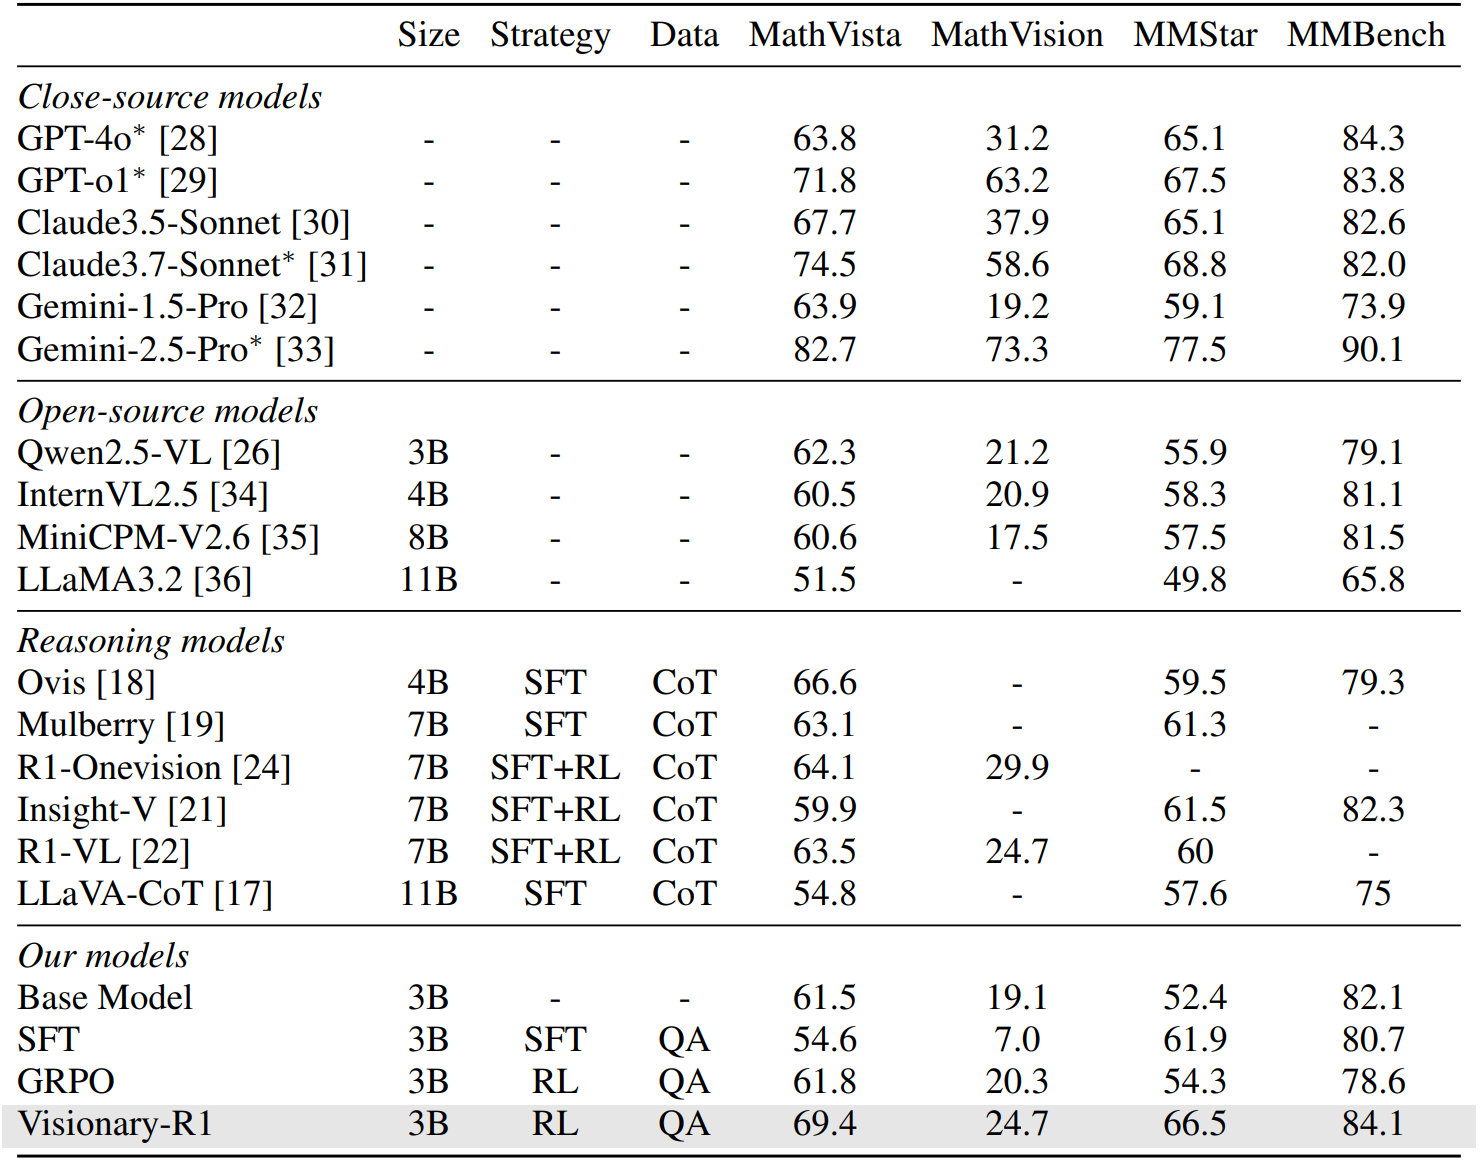 Size Strategy Data MathVista MathVision MMStar MMBench
Close-source models
GPT-4o* [28] - - - 63.8 31.2 65.1 84.3
GPT-o1* [29] - - - 71.8 63.2 67.5 83.8
Claude3.5-Sonnet [30] - - - 67.7 37.9 65.1 82.6
Claude3.7-Sonnet* [31] - - - 74.5 58.6 68.8 82.0
Gemini-1.5-Pro [32] - - - 63.9 19.2 59.1 73.9
Gemini-2.5-Pro* [33] - - - 82.7 73.3 77.5 90.1
Open-source models
Qwen2.5-VL [26] 3B - - 62.3 21.2 55.9 79.1
InternVL2.5 [34] 4B - - 60.5 20.9 58.3 81.1
MiniCPM-V2.6 [35] 8B - - 60.6 17.5 57.5 81.5
LLaMA3.2 [36] 11B - - 51.5 - 49.8 65.8
Reasoning models
Ovis [18] 4B SFT CoT 66.6 - 59.5 79.3
Mulberry [19] 7B SFT CoT 63.1 - 61.3 -
R1-Onevision [24] 7B SFT+RL CoT 64.1 29.9 - -
Insight-V [21] 7B SFT+RL CoT 59.9 - 61.5 82.3
R1-VL [22] 7B SFT+RL CoT 63.5 24.7 60 -
LLaVA-CoT [17] 11B SFT CoT 54.8 - 57.6 75
Our models
Base Model 3B - - 61.5 19.1 52.4 82.1
SFT 3B SFT QA 54.6 7.0 61.9 80.7
GRPO 3B RL QA 61.8 20.3 54.3 78.6
Visionary-R1 3B RL QA 69.4 24.7 66.5 84.1